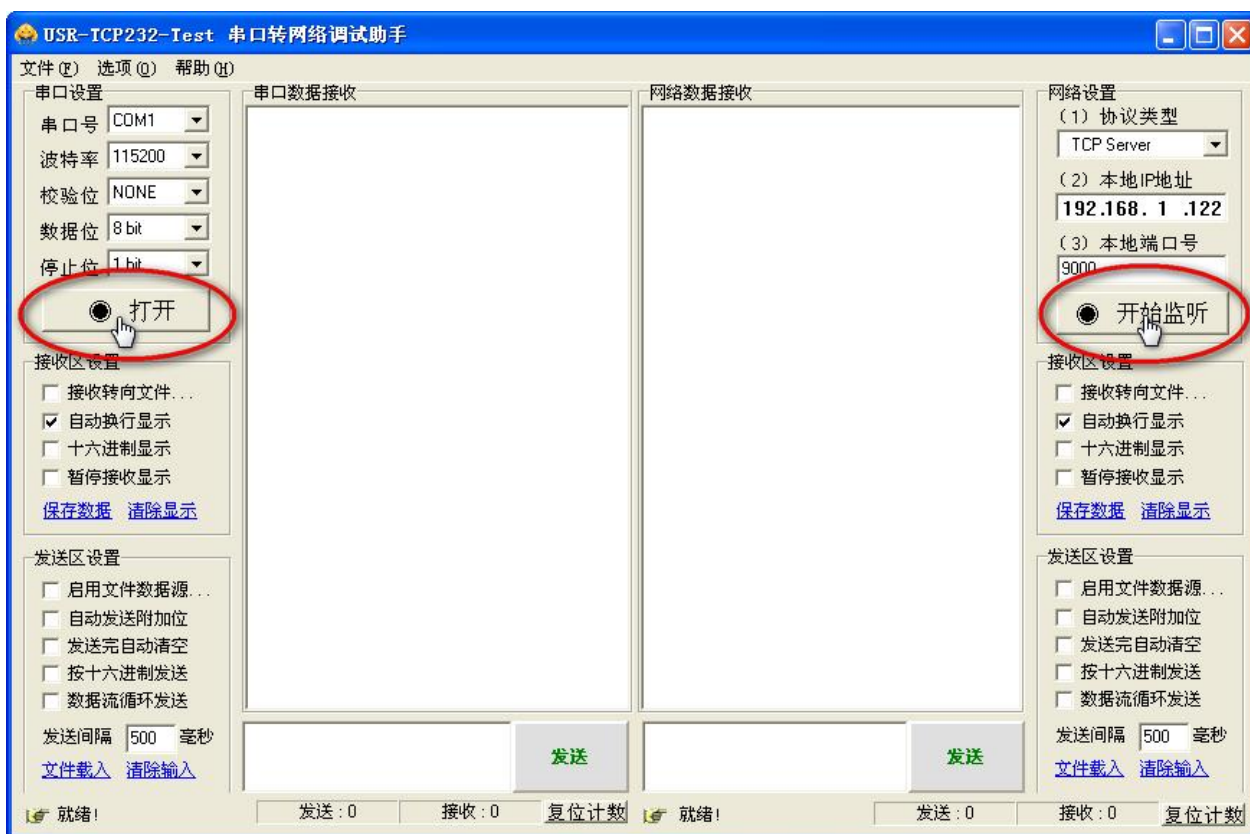 USR-TCP232-Test 串口转网络调试助手
文件(F) 选项(O) 帮助(H)
串口设置
串口号 COM1
波特率 115200
校验位 NONE
数据位 8 bit
停止位 1 bit
打开
接收区设置
接收转向文件...
自动换行显示
十六进制显示
暂停接收显示
保存数据 清除显示
发送区设置
启用文件数据源...
自动发送附加位
发送完自动清空
按十六进制发送
数据流循环发送
发送间隔 500 毫秒
文件载入 清除输入
就绪!
串口数据接收
发送
发送:0 接收:0 复位计数
网络数据接收
发送
就绪!
发送:0 接收:0 复位计数
网络设置
(1) 协议类型
TCP Server
(2) 本地IP地址
192.168. 1 .122
(3) 本地端口号
9000
开始监听
接收区设置
接收转向文件...
自动换行显示
十六进制显示
暂停接收显示
保存数据 清除显示
发送区设置
启用文件数据源...
自动发送附加位
发送完自动清空
按十六进制发送
数据流循环发送
发送间隔 500 毫秒
文件载入 清除输入